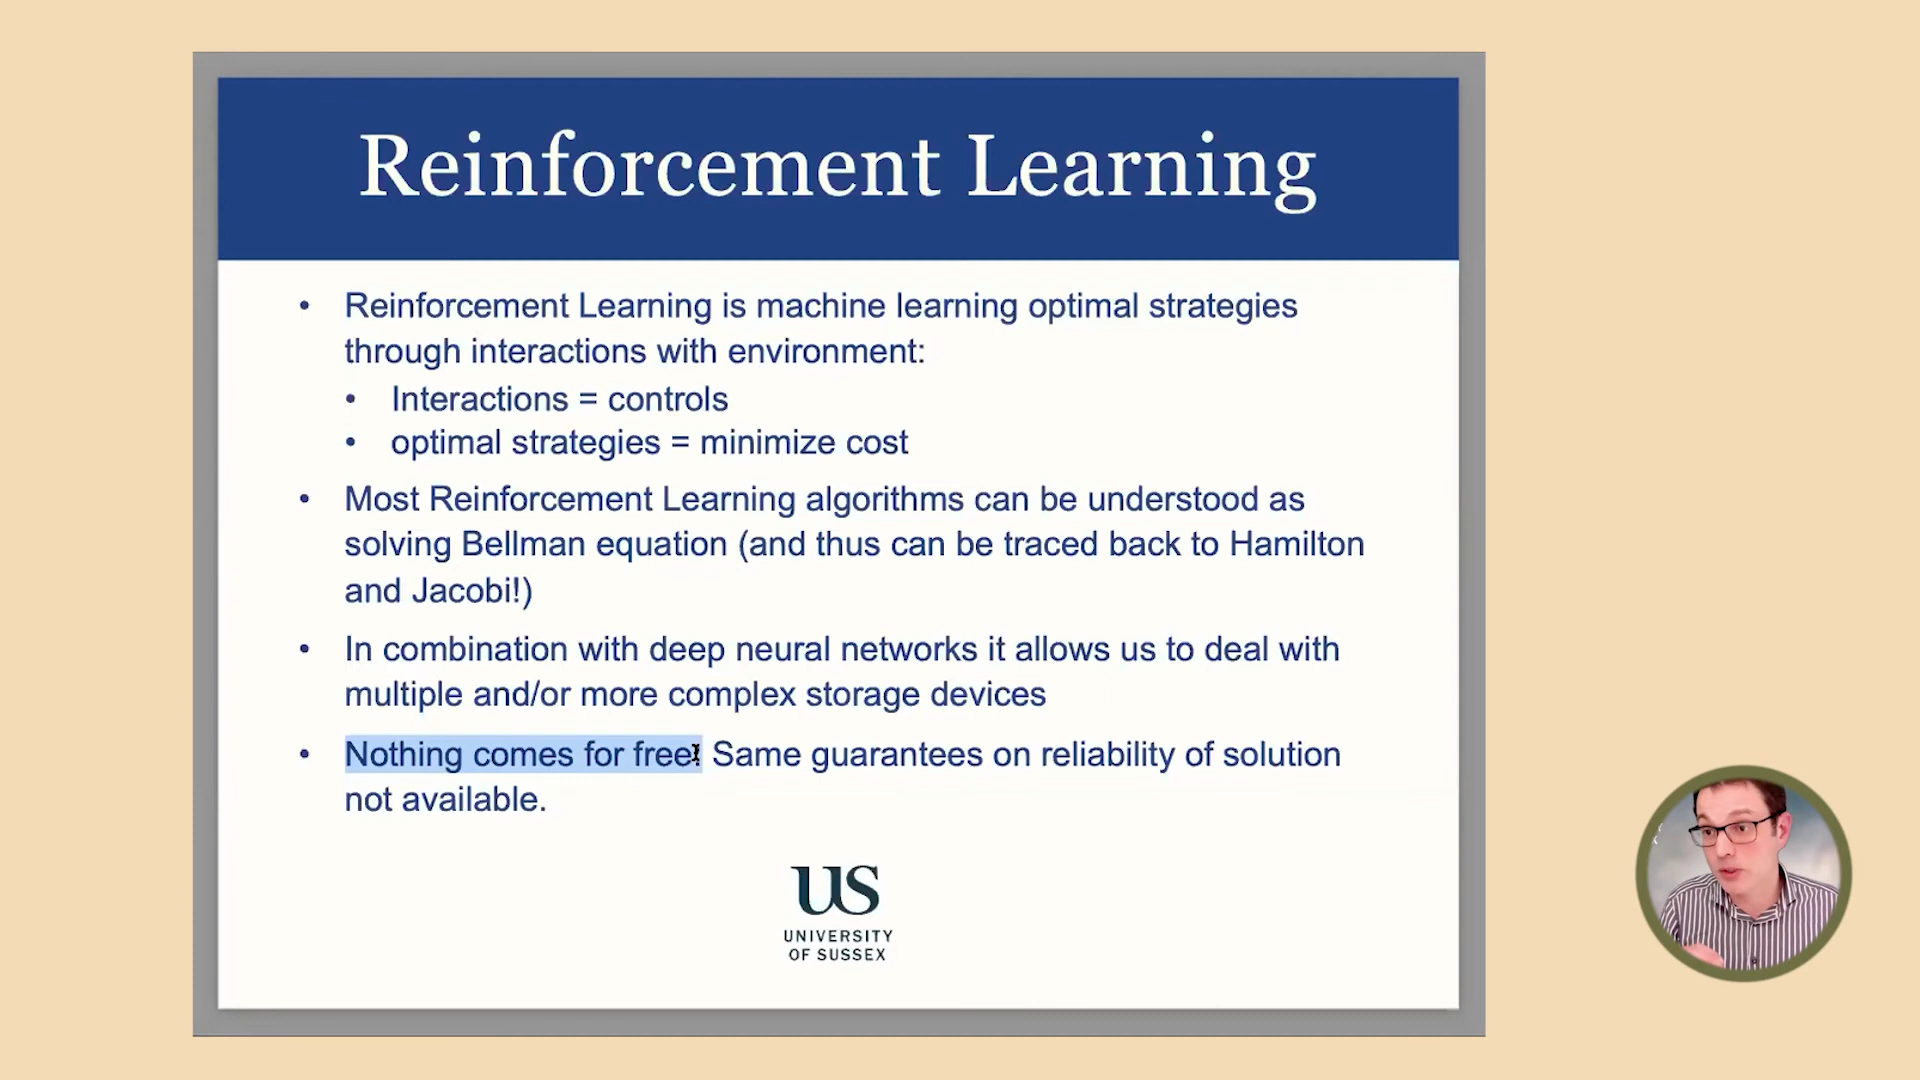 Reinforcement Learning
• Reinforcement Learning is machine learning optimal strategies
through interactions with environment:
• Interactions = controls
• optimal strategies = minimize cost
• Most Reinforcement Learning algorithms can be understood as
solving Bellman equation (and thus can be traced back to Hamilton
and Jacobi!)
• In combination with deep neural networks it allows us to deal with
multiple and/or more complex storage devices
• Nothing comes for free! Same guarantees on reliability of solution
not available.
US
UNIVERSITY
OF SUSSEX